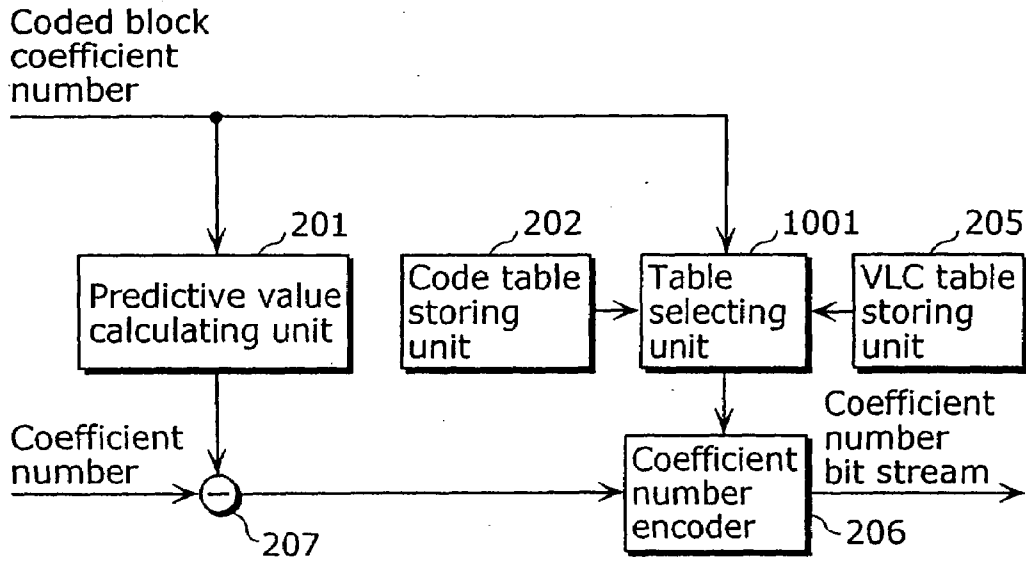 Coded block
coefficient
number
201
202
1001
205
Predictive value
calculating unit
Code table
storing
unit
Table
selecting
unit
VLC table
storing
unit
Coefficient
number
−
207
Coefficient
number
encoder
206
Coefficient
number
bit stream